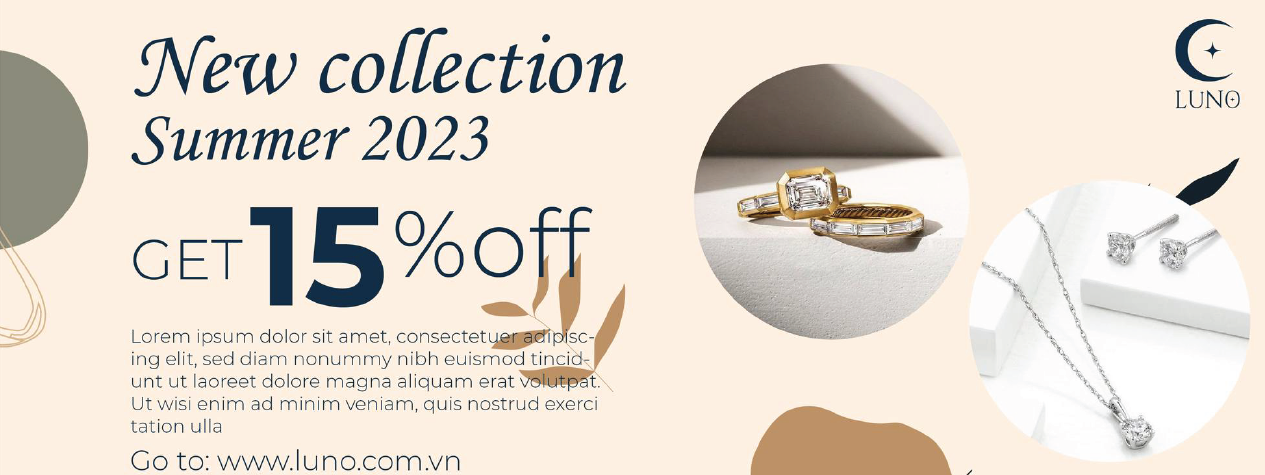 New collection
Summer 2023
GET 15%off
Lorem ipsum dolor sit amet, consectetuer adipisc-
ing elit, sed diam nonummy nibh euismod tincid-
unt ut laoreet dolore magna aliquam erat volutpat.
Ut wisi enim ad minim veniam, quis nostrud exerci
tation ulla
Go to: www.luno.com.vn
LUNO